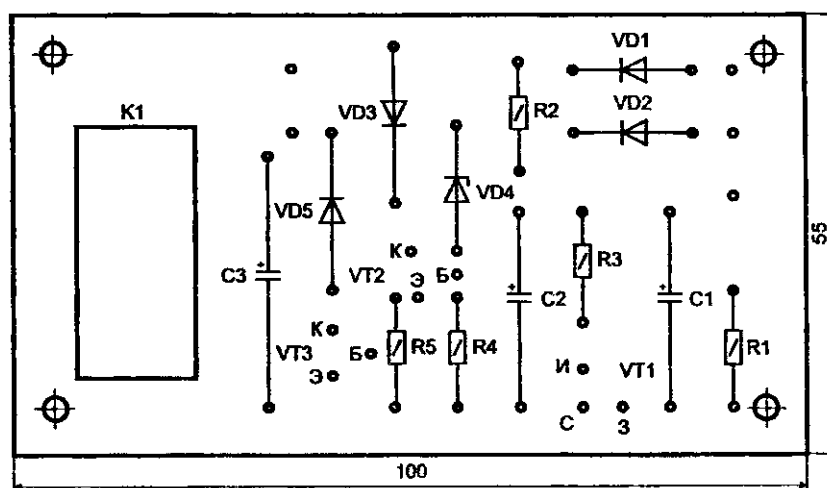 VD1
K1
VD3
R2
VD2
VD4
VD5
К
R3
55
C3
VT2
Б
Э
C2
C1
К
VT3
Б
R5
R4
R1
Э
И
VT1
С
З
100